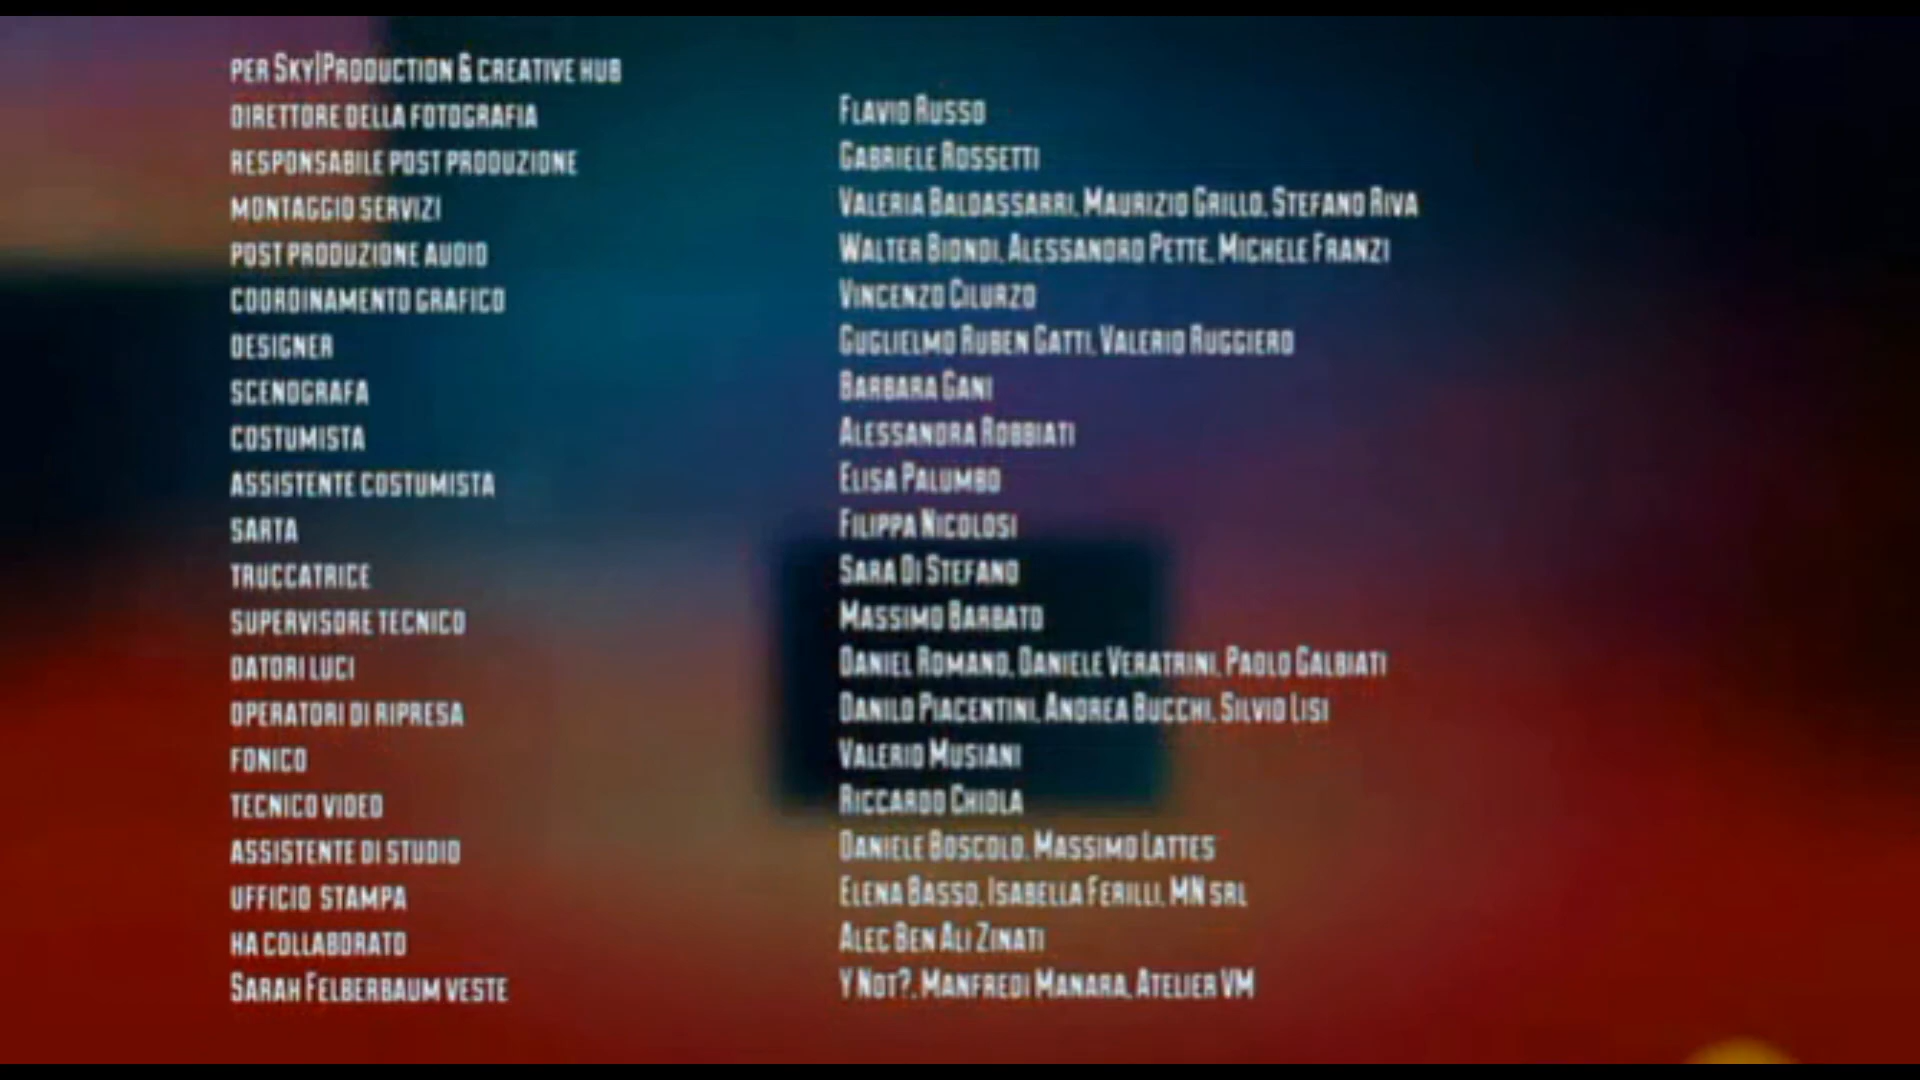 per Sky|Production & creative hub
direttore della fotografia Flavio Russo
responsabile post produzione Gabriele Rossetti
montaggio servizi Valeria Baldassarri, Maurizio Grillo, Stefano Riva
post produzione audio Walter Biondi, Alessandro Pette, Michele Franzi
coordinamento grafico Vincenzo Cilurzo
designer Guglielmo Ruben Gatti, Valerio Ruggiero
scenografa Barbara Gani
costumista Alessandra Robbiati
assistente costumista Elisa Palumbo
sarta Filippa Nicolosi
truccatrice Sara Di Stefano
supervisore tecnico Massimo Barbato
datori luci Daniel Romano, Daniele Veratrini, Paolo Galbiati
operatori di ripresa Danilo Piacentini, Andrea Bucchi, Silvio Lisi
fonico Valerio Musiani
tecnico video Riccardo Chiola
assistente di studio Daniele Boscolo, Massimo Lattes
ufficio stampa Elena Basso, Isabella Ferilli, MN srl
ha collaborato Alec Ben Ali Zinati
Sarah Felberbaum veste Y Not?, Manfredi Manara, Atelier VM